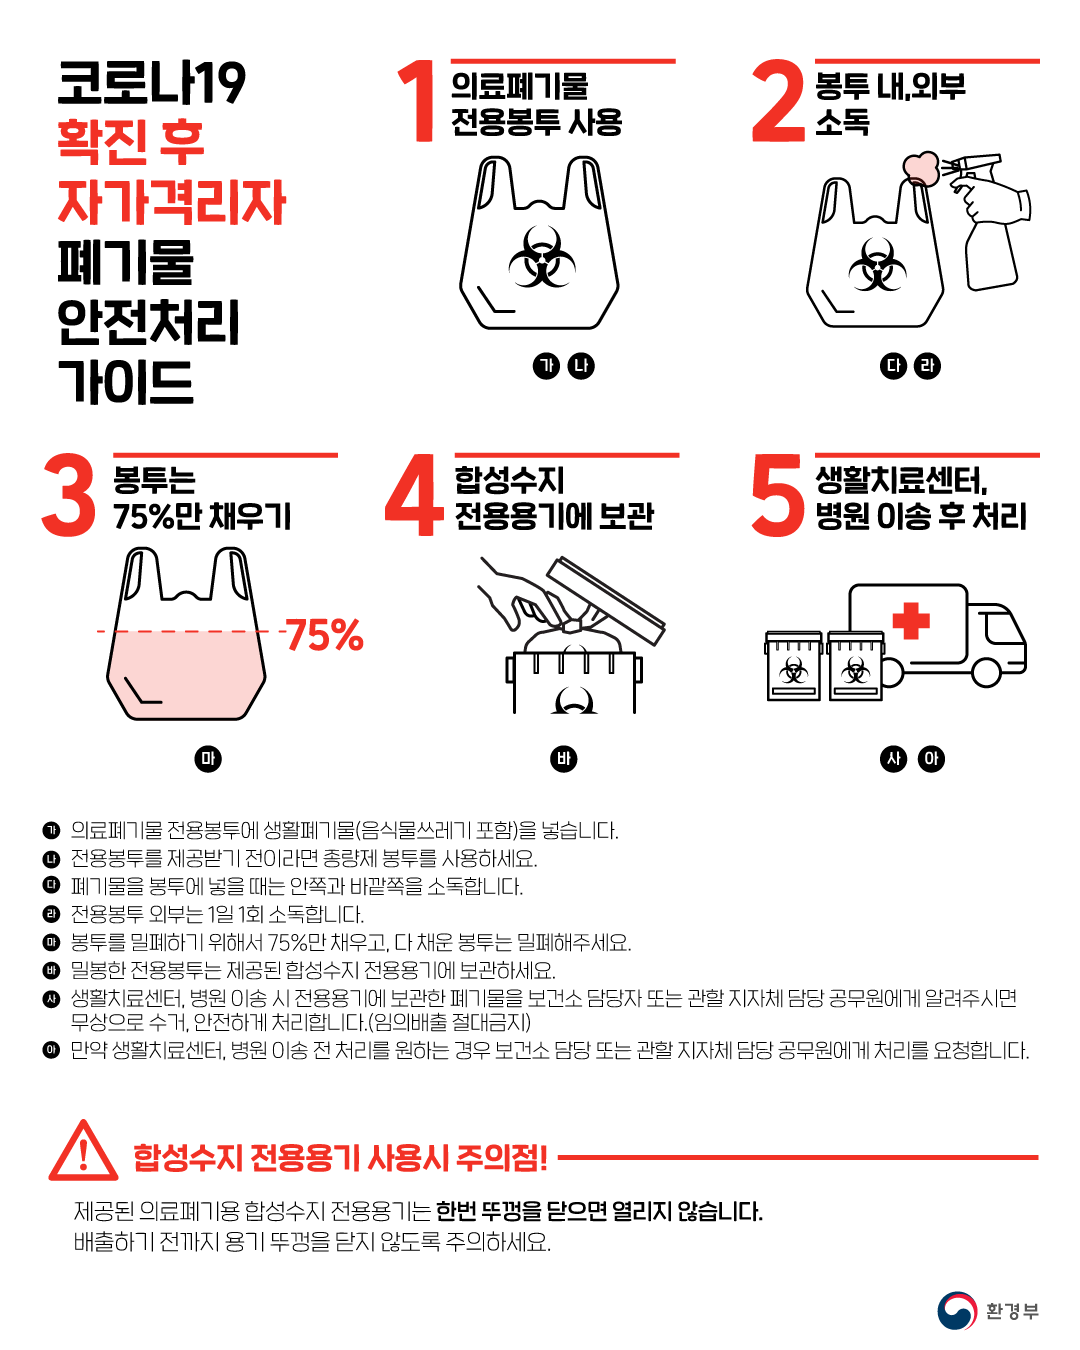 코로나19
확진 후
자가격리자
폐기물
안전처리
가이드
1
의료폐기물
전용봉투 사용
가 나
2
봉투 내,외부
소독
다 라
3
봉투는
75%만 채우기
75%
마
4
합성수지
전용용기에 보관
바
5
생활치료센터,
병원 이송 후 처리
사 아
가 의료폐기물 전용봉투에 생활폐기물(음식물쓰레기 포함)을 넣습니다.
나 전용봉투를 제공받기 전이라면 종량제 봉투를 사용하세요.
다 폐기물을 봉투에 넣을 때는 안쪽과 바깥쪽을 소독합니다.
라 전용봉투 외부는 1일 1회 소독합니다.
마 봉투를 밀폐하기 위해서 75%만 채우고, 다 채운 봉투는 밀폐해주세요.
바 밀봉한 전용봉투는 제공된 합성수지 전용용기에 보관하세요.
사 생활치료센터, 병원 이송 시 전용용기에 보관한 폐기물을 보건소 담당자 또는 관할 지자체 담당 공무원에게 알려주시면
무상으로 수거, 안전하게 처리합니다.(임의배출 절대금지)
아 만약 생활치료센터, 병원 이송 전 처리를 원하는 경우 보건소 담당 또는 관할 지자체 담당 공무원에게 처리를 요청합니다.
합성수지 전용용기 사용시 주의점!
제공된 의료폐기용 합성수지 전용용기는 한번 뚜껑을 닫으면 열리지 않습니다.
배출하기 전까지 용기 뚜껑을 닫지 않도록 주의하세요.
환경부